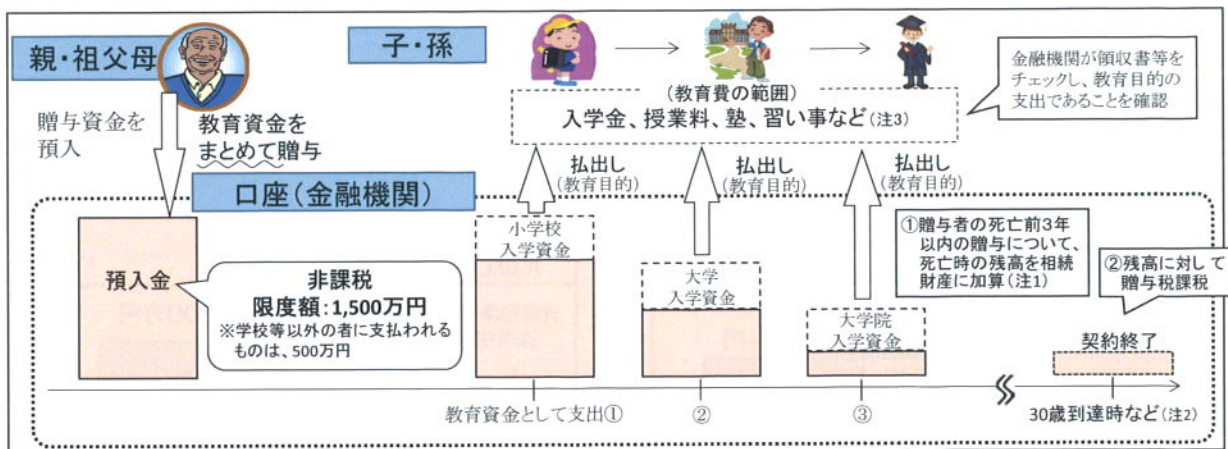 親・祖父母
子・孫
金融機関が領収書等を
チェックし、教育目的の
支出であることを確認
(教育費の範囲)
入学金、授業料、塾、習い事など(注3)
贈与資金を
預入
教育資金を
まとめて贈与
払出し
(教育目的)
払出し
(教育目的)
払出し
(教育目的)
口座(金融機関)
預入金
非課税
限度額:1,500万円
※学校等以外の者に支払われる
ものは、500万円
小学校
入学資金
大学
入学資金
大学院
入学資金
①贈与者の死亡前3年
以内の贈与について、
死亡時の残高を相続
財産に加算(注1)
②残高に対して
贈与税課税
契約終了
教育資金として支出①
②
③
30歳到達時など(注2)